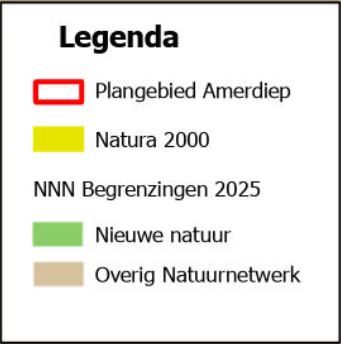 Legenda
Plangebied Amerdiep
Natura 2000
NNN Begrenzingen 2025
Nieuwe natuur
Overig Natuurnetwerk